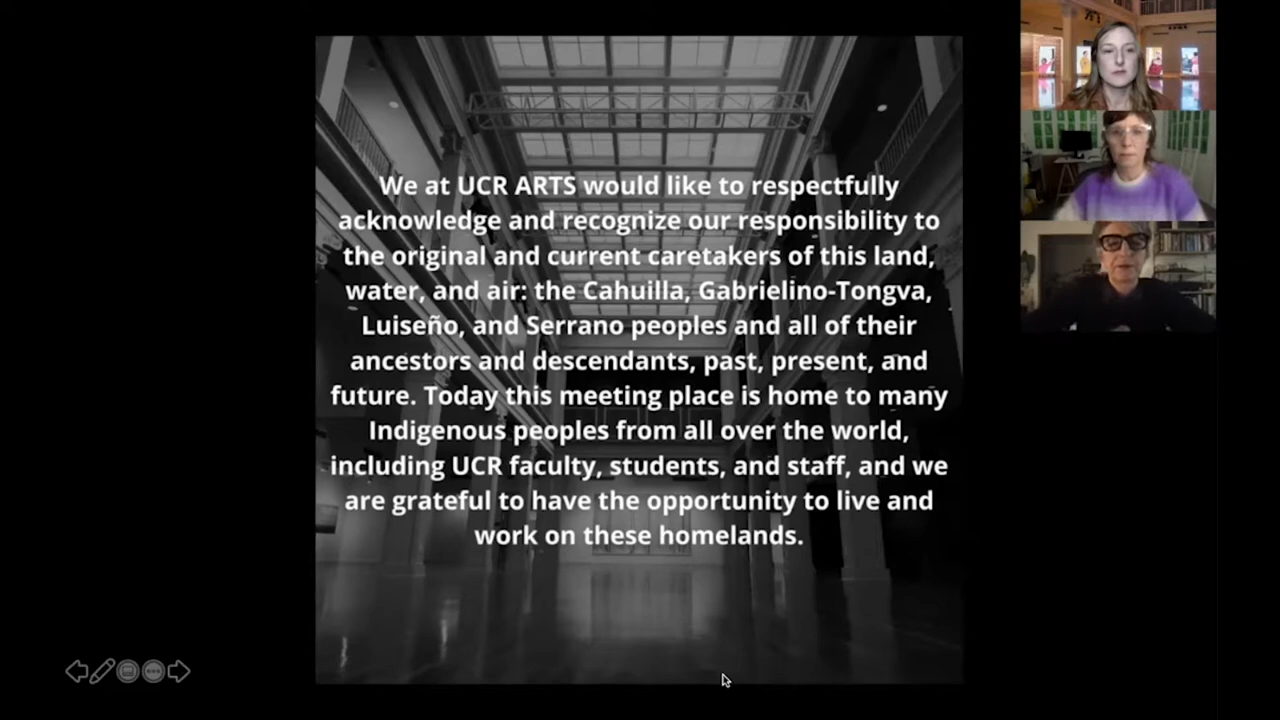 We at UCR ARTS would like to respectfully
acknowledge and recognize our responsibility to
the original and current caretakers of this land,
water, and air: the Cahuilla, Gabrielino-Tongva,
Luiseño, and Serrano peoples and all of their
ancestors and descendants, past, present, and
future. Today this meeting place is home to many
Indigenous peoples from all over the world,
including UCR faculty, students, and staff, and we
are grateful to have the opportunity to live and
work on these homelands.